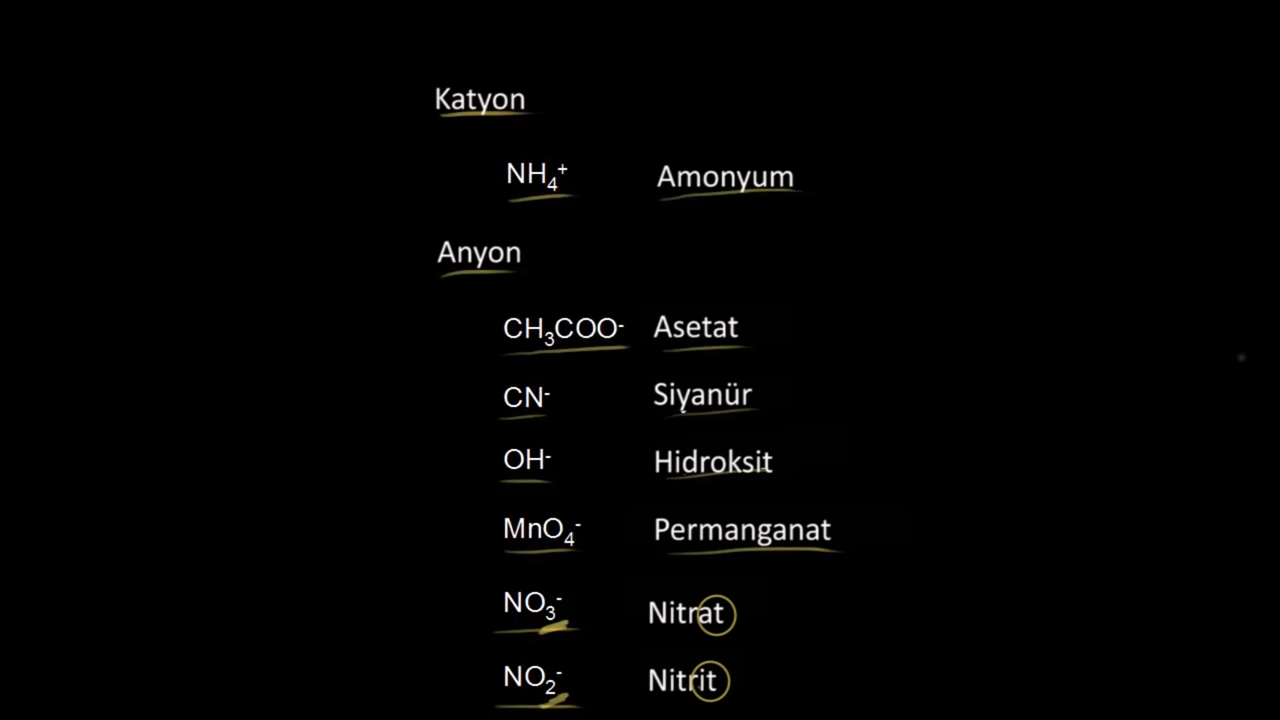 Katyon
NH₄⁺ Amonyum
Anyon
CH₃COO⁻ Asetat
CN⁻ Siyanür
OH⁻ Hidroksit
MnO₄⁻ Permanganat
NO₃⁻ Nitrat
NO₂⁻ Nitrit